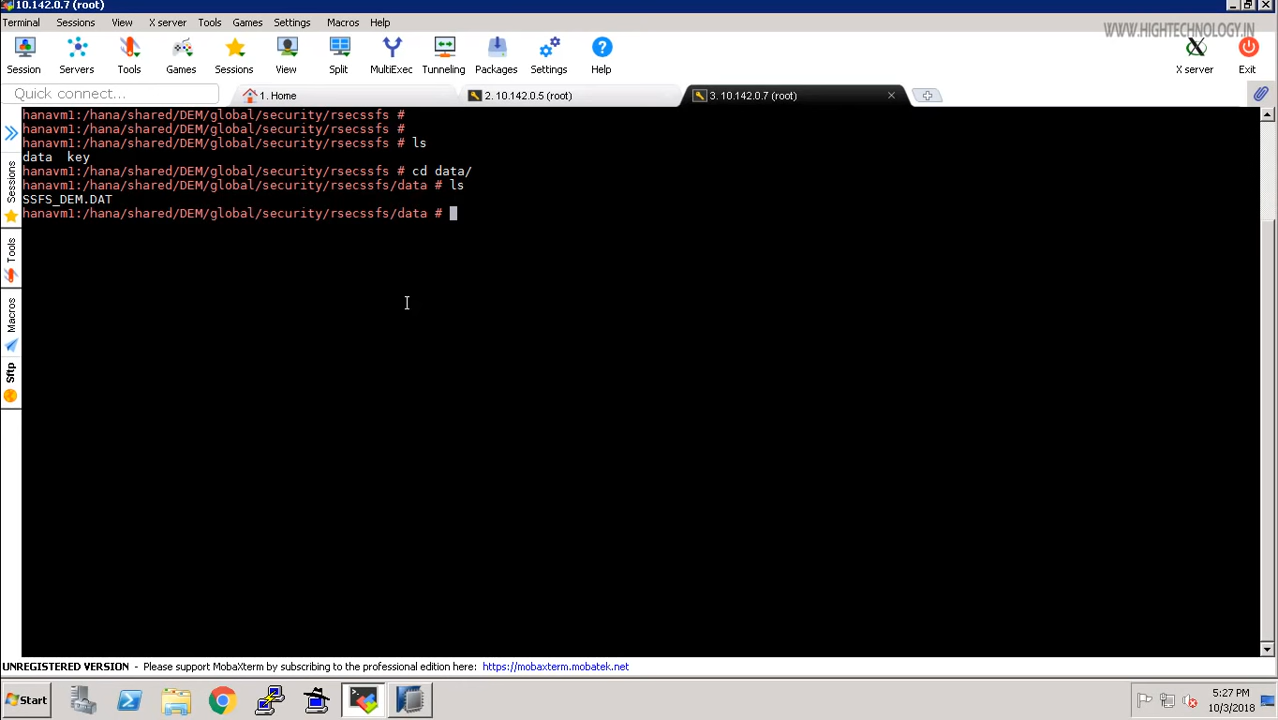 10.142.0.7 (root)
Terminal Sessions View X server Tools Games Settings Macros Help
WWW.HIGHTECHNOLOGY.IN
Session Servers Tools Games Sessions View Split MultiExec Tunneling Packages Settings Help X server Exit
Quick connect...
1. Home
2. 10.142.0.5 (root)
3. 10.142.0.7 (root)
hanavm1:/hana/shared/DEM/global/security/rsecssfs #
hanavm1:/hana/shared/DEM/global/security/rsecssfs #
hanavm1:/hana/shared/DEM/global/security/rsecssfs # ls
data key
hanavm1:/hana/shared/DEM/global/security/rsecssfs # cd data/
hanavm1:/hana/shared/DEM/global/security/rsecssfs/data # ls
SSFS_DEM.DAT
hanavm1:/hana/shared/DEM/global/security/rsecssfs/data #
Sessions
Tools
Macros
Sftp
UNREGISTERED VERSION - Please support MobaXterm by subscribing to the professional edition here: https://mobaxterm.mobatek.net
Start
5:27 PM
10/3/2018